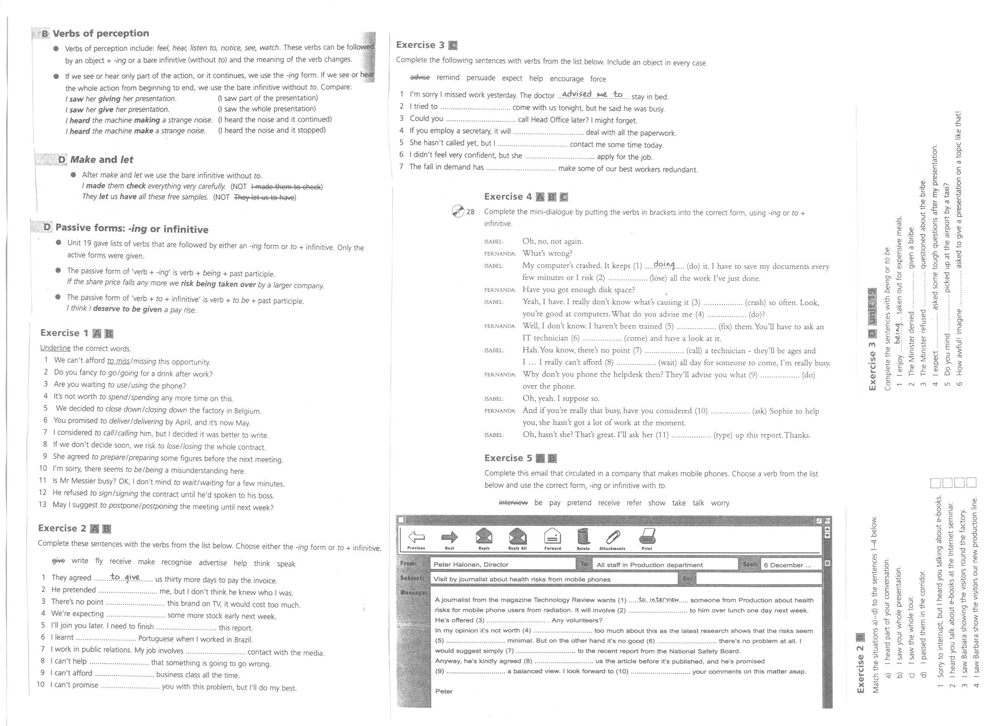 B Verbs of perception
● Verbs of perception include: feel, hear, listen to, notice, see, watch. These verbs can be followed
by an object + -ing or a bare infinitive (without to) and the meaning of the verb changes.
● If we see or hear only part of the action, or it continues, we use the -ing form. If we see or hear
the whole action from beginning to end, we use the bare infinitive without to. Compare:
I saw her giving her presentation. (I saw part of the presentation)
I saw her give her presentation. (I saw the whole presentation)
I heard the machine making a strange noise. (I heard the noise and it continued)
I heard the machine make a strange noise. (I heard the noise and it stopped)
D Make and let
● After make and let we use the bare infinitive without to.
I made them check everything very carefully. (NOT I made them to check)
They let us have all these free samples. (NOT They let us to have)
D Passive forms: -ing or infinitive
● Unit 19 gave lists of verbs that are followed by either an -ing form or to + infinitive. Only the
active forms were given.
● The passive form of 'verb + -ing' is verb + being + past participle.
If the share price falls any more we risk being taken over by a larger company.
● The passive form of 'verb + to + infinitive' is verb + to be + past participle.
I think I deserve to be given a pay rise.
Exercise 1 A B
Underline the correct words.
1 We can't afford to miss/missing this opportunity.
2 Do you fancy to go/going for a drink after work?
3 Are you waiting to use/using the phone?
4 It's not worth to spend/spending any more time on this.
5 We decided to close down/closing down the factory in Belgium.
6 You promised to deliver/delivering by April, and it's now May.
7 I considered to call/calling him, but I decided it was better to write.
8 If we don't decide soon, we risk to lose/losing the whole contract.
9 She agreed to prepare/preparing some figures before the next meeting.
10 I'm sorry, there seems to be/being a misunderstanding here.
11 Is Mr Messier busy? OK, I don't mind to wait/waiting for a few minutes.
12 He refused to sign/signing the contract until he'd spoken to his boss.
13 May I suggest to postpone/postponing the meeting until next week?
Exercise 2 A B
Complete these sentences with the verbs from the list below. Choose either the -ing form or to + infinitive.
give write fly receive make recognise advertise help think speak
1 They agreed ........to give........ us thirty more days to pay the invoice.
2 He pretended ................................ me, but I don't think he knew who I was.
3 There's no point ................................ this brand on TV, it would cost too much.
4 We're expecting ................................ some more stock early next week.
5 I'll join you later. I need to finish ................................ this report.
6 I learnt ................................ Portuguese when I worked in Brazil.
7 I work in public relations. My job involves ................................ contact with the media.
8 I can't help ................................ that something is going to go wrong.
9 I can't afford ................................ business class all the time.
10 I can't promise ................................ you with this problem, but I'll do my best.
Exercise 3 C
Complete the following sentences with verbs from the list below. Include an object in every case.
advise remind persuade expect help encourage force
1 I'm sorry I missed work yesterday. The doctor ..advised me to.... stay in bed.
2 I tried to ...................................... come with us tonight, but he said he was busy.
3 Could you ...................................... call Head Office later? I might forget.
4 If you employ a secretary, it will ...................................... deal with all the paperwork.
5 She hasn't called yet, but I ...................................... contact me some time today.
6 I didn't feel very confident, but she ...................................... apply for the job.
7 The fall in demand has ...................................... make some of our best workers redundant.
Exercise 4 A B C
28 Complete the mini-dialogue by putting the verbs in brackets into the correct form, using -ing or to +
infinitive.
ISABEL: Oh, no, not again.
FERNANDA: What's wrong?
ISABEL: My computer's crashed. It keeps (1) ....doing.... (do) it. I have to save my documents every
few minutes or I risk (2) .................. (lose) all the work I've just done.
FERNANDA: Have you got enough disk space?
ISABEL: Yeah, I have. I really don't know what's causing it (3) .................. (crash) so often. Look,
you're good at computers. What do you advise me (4) .................. (do)?
FERNANDA: Well, I don't know. I haven't been trained (5) .................. (fix) them. You'll have to ask an
IT technician (6) .................. (come) and have a look at it.
ISABEL: Hah. You know, there's no point (7) .................. (call) a technician – they'll be ages and
I ... I really can't afford (8) .................. (wait) all day for someone to come, I'm really busy.
FERNANDA: Why don't you phone the helpdesk then? They'll advise you what (9) .................. (do)
over the phone.
ISABEL: Oh, yeah. I suppose so.
FERNANDA: And if you're really that busy, have you considered (10) .................. (ask) Sophie to help
you, she hasn't got a lot of work at the moment.
ISABEL: Oh, hasn't she? That's great. I'll ask her (11) .................. (type) up this report. Thanks.
Exercise 5 A B
Complete this email that circulated in a company that makes mobile phones. Choose a verb from the list
below and use the correct form, -ing or infinitive with to.
interview be pay pretend receive refer show take talk worry
Previous Next Reply Reply All Forward Delete Attachments Print
From: Peter Halonen, Director To: All staff in Production department Sent: 6 December ...
Subject: Visit by journalist about health risks from mobile phones Cc:
Message:
A journalist from the magazine Technology Review wants (1) .....to interview..... someone from Production about health
risks for mobile phone users from radiation. It will involve (2) ................................ to him over lunch one day next week.
He's offered (3) ................................ . Any volunteers?
In my opinion it's not worth (4) ................................ too much about this as the latest research shows that the risks seem
(5) ................................ minimal. But on the other hand it's no good (6) ................................ there's no problem at all. I
would suggest simply (7) ................................ to the recent report from the National Safety Board.
Anyway, he's kindly agreed (8) ................................ us the article before it's published, and he's promised
(9) ................................ a balanced view. I look forward to (10) ................................ your comments on this matter asap.
Peter
Exercise 3 D unit 19
Complete the sentences with being or to be.
1 I enjoy ....being.... taken out for expensive meals.
2 The Minister denied .................. given a bribe.
3 The Minister refused .................. questioned about the bribe.
4 I expect .................. asked some tough questions after my presentation.
5 Do you mind .................. picked up at the airport by a taxi?
6 How awful! Imagine .................. asked to give a presentation on a topic like that!
Exercise 2 B
Match the situations a)–d) to the sentences 1–4 below.
a) I heard part of your conversation.
b) I saw your whole presentation.
c) I saw the whole tour.
d) I passed them in the corridor.
1 Sorry to interrupt, but I heard you talking about e-books.
2 I heard you talk about e-books at the Internet seminar.
3 I saw Barbara showing the visitors round the factory.
4 I saw Barbara show the visitors our new production line.